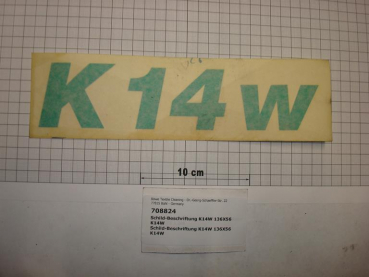 K14w
10 cm
708824
Schild-Beschriftung K14W 136X56
K14W
Schild-Beschriftung K14W 136X56
K14W